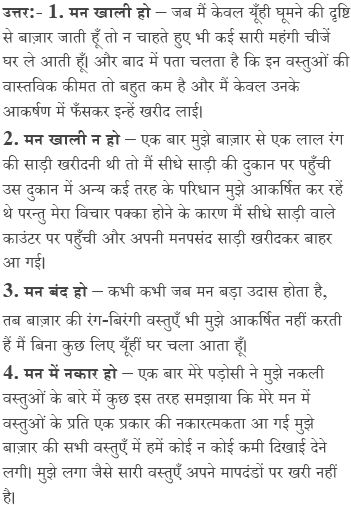 उत्तर:- 1. मन खाली हो – जब मैं केवल यूँही घूमने की दृष्टि
से बाज़ार जाती हूँ तो न चाहते हुए भी कई सारी महंगी चीजें
घर ले आती हूँ। और बाद में पता चलता है कि इन वस्तुओं की
वास्तविक कीमत तो बहुत कम है और मैं केवल उनके
आकर्षण में फँसकर इन्हें खरीद लाई।
2. मन खाली न हो – एक बार मुझे बाज़ार से एक लाल रंग
की साड़ी खरीदनी थी तो मैं सीधे साड़ी की दुकान पर पहुँची
उस दुकान में अन्य कई तरह के परिधान मुझे आकर्षित कर रहें
थे परन्तु मेरा विचार पक्का होने के कारण मैं सीधे साड़ी वाले
काउंटर पर पहुँची और अपनी मनपसंद साड़ी खरीदकर बाहर
आ गई।
3. मन बंद हो – कभी कभी जब मन बड़ा उदास होता है,
तब बाज़ार की रंग-बिरंगी वस्तुएँ भी मुझे आकर्षित नहीं करती
हैं मैं बिना कुछ लिए यूँहीं घर चला आता हूँ।
4. मन में नकार हो – एक बार मेरे पड़ोसी ने मुझे नकली
वस्तुओं के बारे में कुछ इस तरह समझाया कि मेरे मन में
वस्तुओं के प्रति एक प्रकार की नकारत्मकता आ गई मुझे
बाज़ार की सभी वस्तुएँ में हमें कोई न कोई कमी दिखाई देने
लगी। मुझे लगा जैसे सारी वस्तुएँ अपने मापदंडों पर खरी नहीं
है।